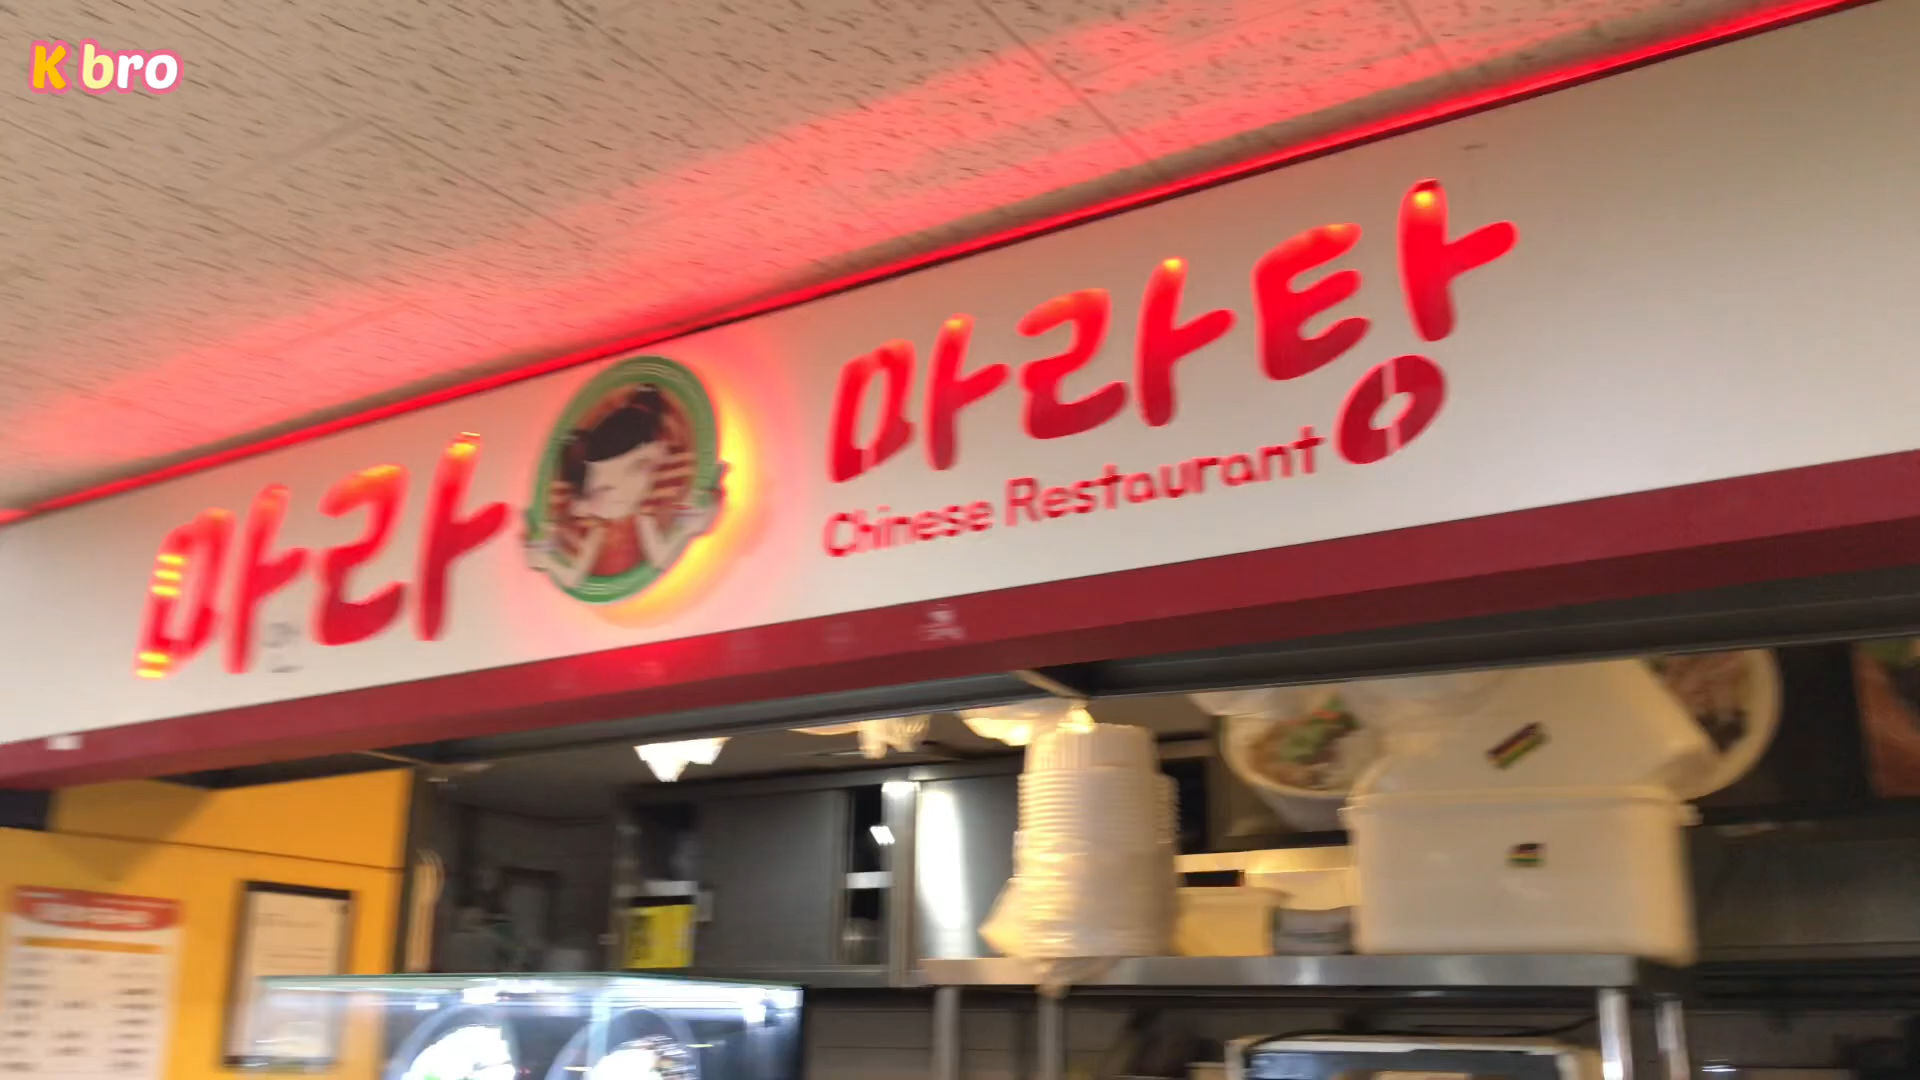 K bro
마라 마라탕
Chinese Restaurant